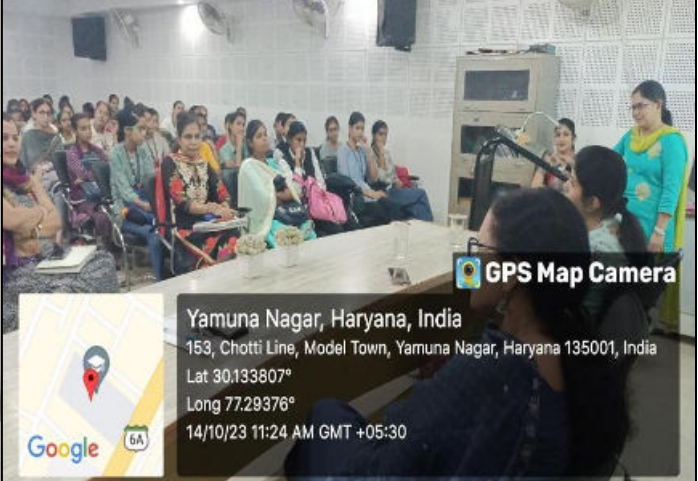 GPS Map Camera
Yamuna Nagar, Haryana, India
153, Chotti Line, Model Town, Yamuna Nagar, Haryana 135001, India
Lat 30.133807°
Long 77.29376°
14/10/23 11:24 AM GMT +05:30
Google
6A